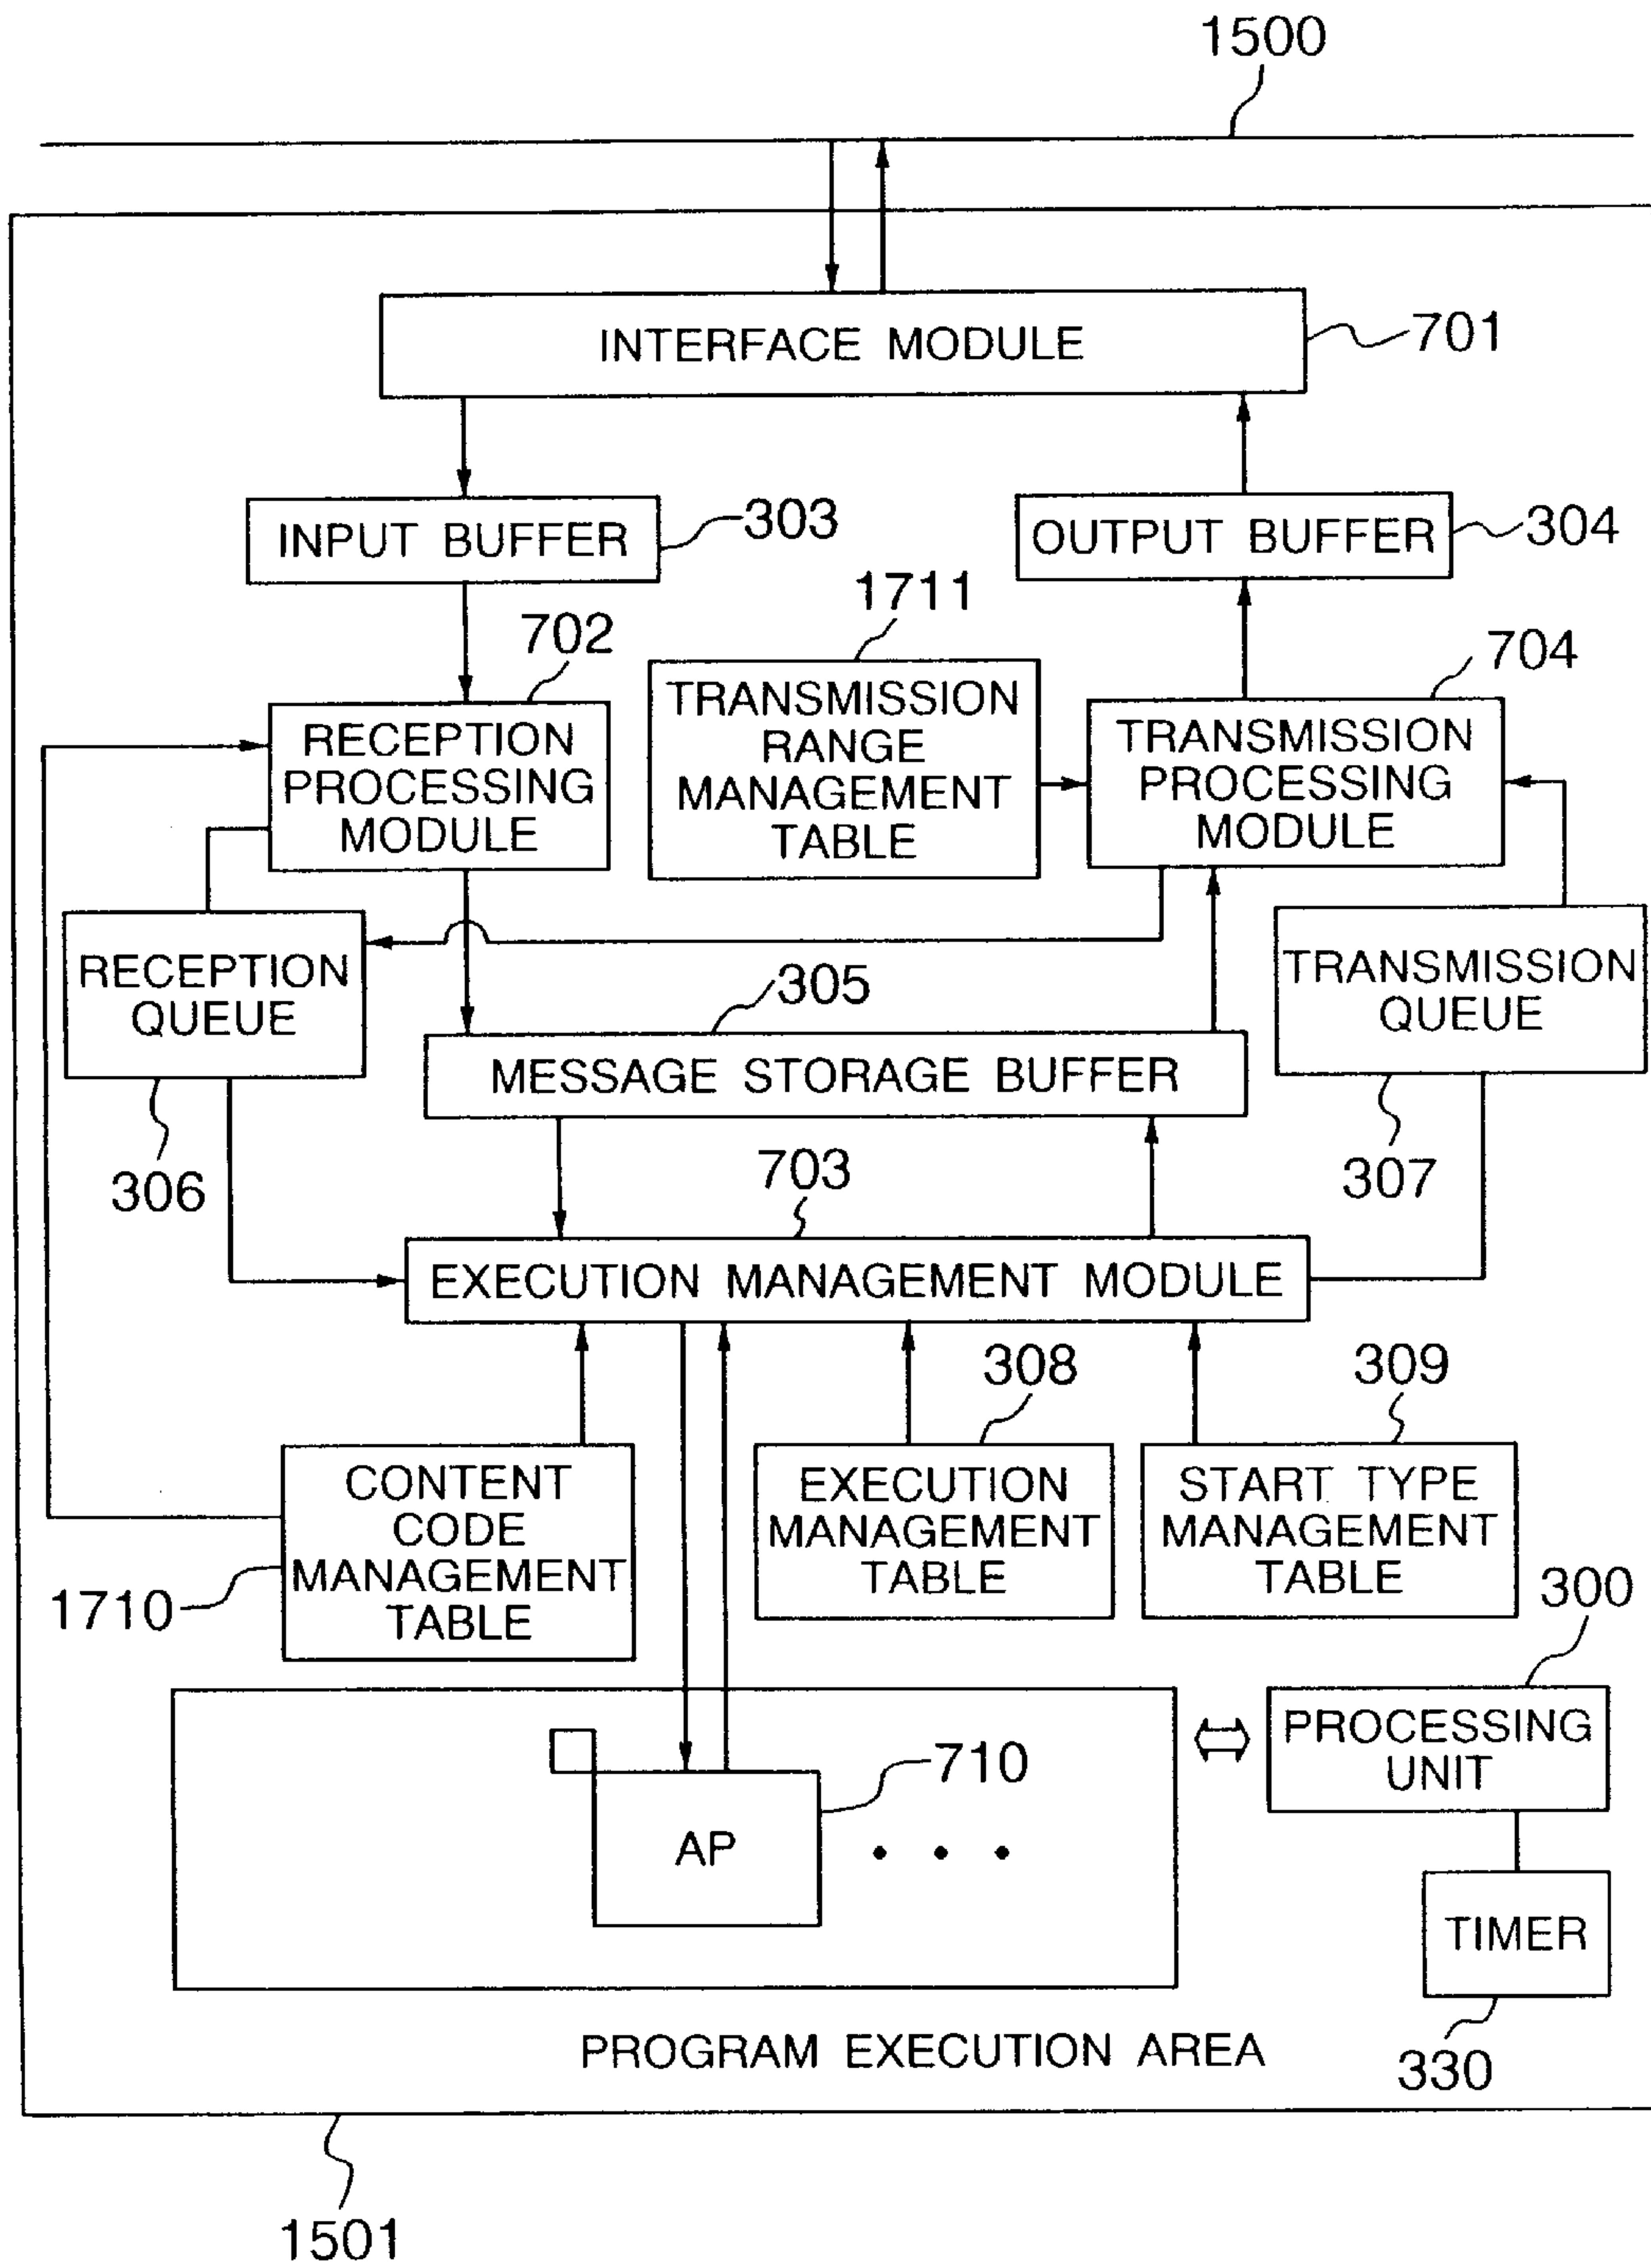 1500
INTERFACE MODULE
701
INPUT BUFFER
303
OUTPUT BUFFER
304
1711
702
704
TRANSMISSION
RANGE
MANAGEMENT
TABLE
RECEPTION
PROCESSING
MODULE
TRANSMISSION
PROCESSING
MODULE
RECEPTION
QUEUE
305
TRANSMISSION
QUEUE
MESSAGE STORAGE BUFFER
306
703
307
EXECUTION MANAGEMENT MODULE
308
309
CONTENT
CODE
MANAGEMENT
TABLE
1710
EXECUTION
MANAGEMENT
TABLE
START TYPE
MANAGEMENT
TABLE
300
PROCESSING
UNIT
710
AP
• • •
TIMER
330
PROGRAM EXECUTION AREA
1501